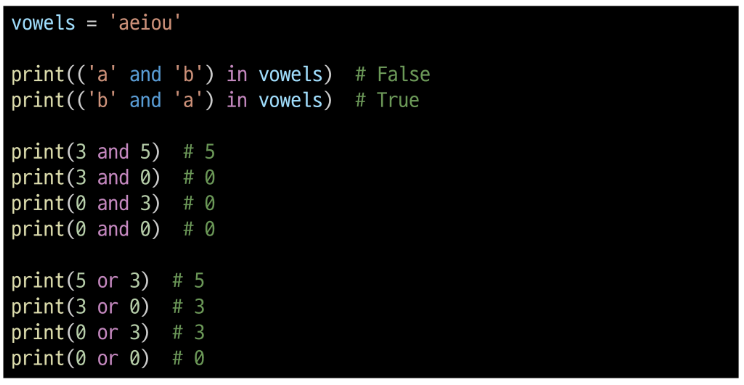 vowels = 'aeiou'
print(('a' and 'b') in vowels)  # False
print(('b' and 'a') in vowels)  # True
print(3 and 5)  # 5
print(3 and 0)  # 0
print(0 and 3)  # 0
print(0 and 0)  # 0
print(5 or 3)  # 5
print(3 or 0)  # 3
print(0 or 3)  # 3
print(0 or 0)  # 0